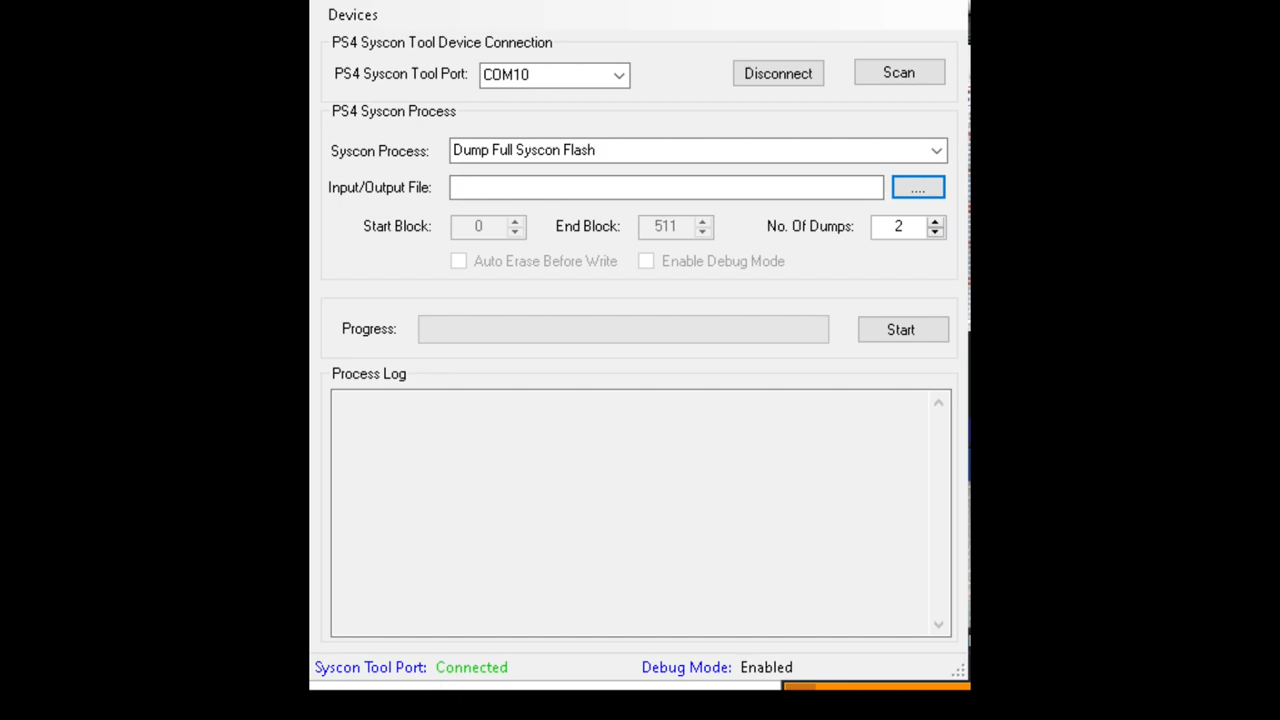 Devices
PS4 Syscon Tool Device Connection
PS4 Syscon Tool Port: COM10 Disconnect Scan
PS4 Syscon Process
Syscon Process: Dump Full Syscon Flash
Input/Output File: ....
Start Block: 0 End Block: 511 No. Of Dumps: 2
Auto Erase Before Write Enable Debug Mode
Progress: Start
Process Log
Syscon Tool Port: Connected Debug Mode: Enabled